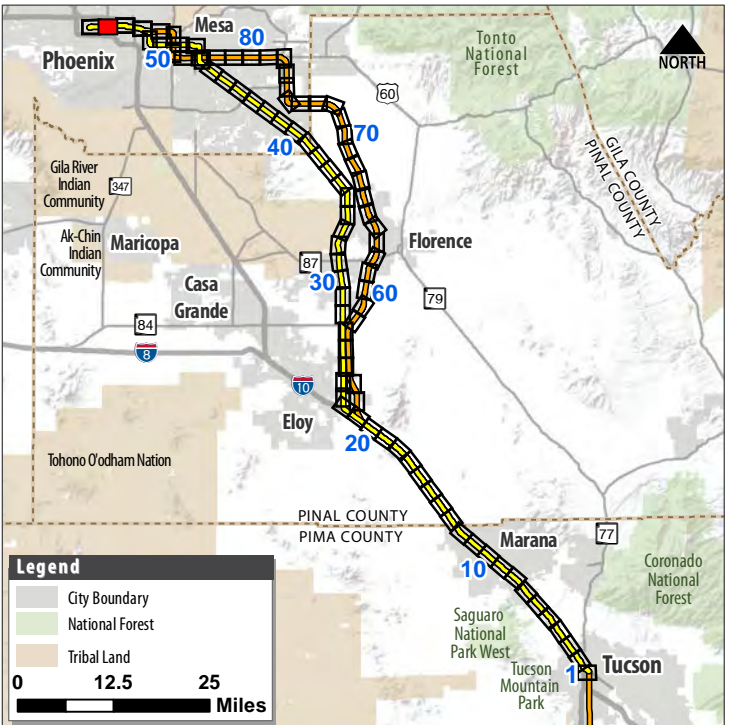 Mesa
80
Phoenix
50
Tonto
National
Forest
NORTH
60
70
40
GILA COUNTY
PINAL COUNTY
Gila River
Indian
Community
347
Ak-Chin
Indian
Community
Maricopa
Florence
87
30
Casa
Grande
60
79
84
8
10
Eloy
20
Tohono O'odham Nation
PINAL COUNTY
PIMA COUNTY
Marana
77
10
Coronado
National
Forest
Saguaro
National
Park West
Tucson
Mountain
Park
1
Tucson
Legend
City Boundary
National Forest
Tribal Land
0 12.5 25
Miles